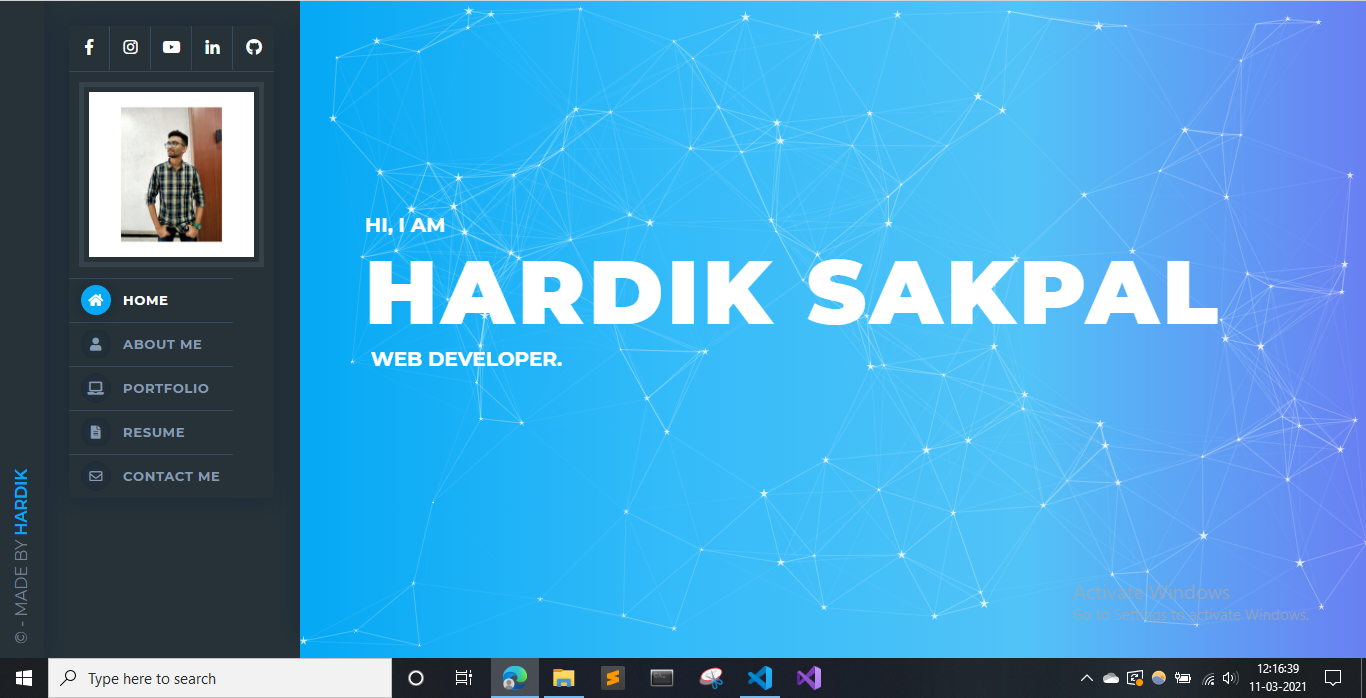 HOME
ABOUT ME
PORTFOLIO
RESUME
CONTACT ME
© - MADE BY HARDIK
HI, I AM
HARDIK SAKPAL
WEB DEVELOPER.
Activate Windows
Go to Settings to activate Windows.
Type here to search
12:16:39
11-03-2021